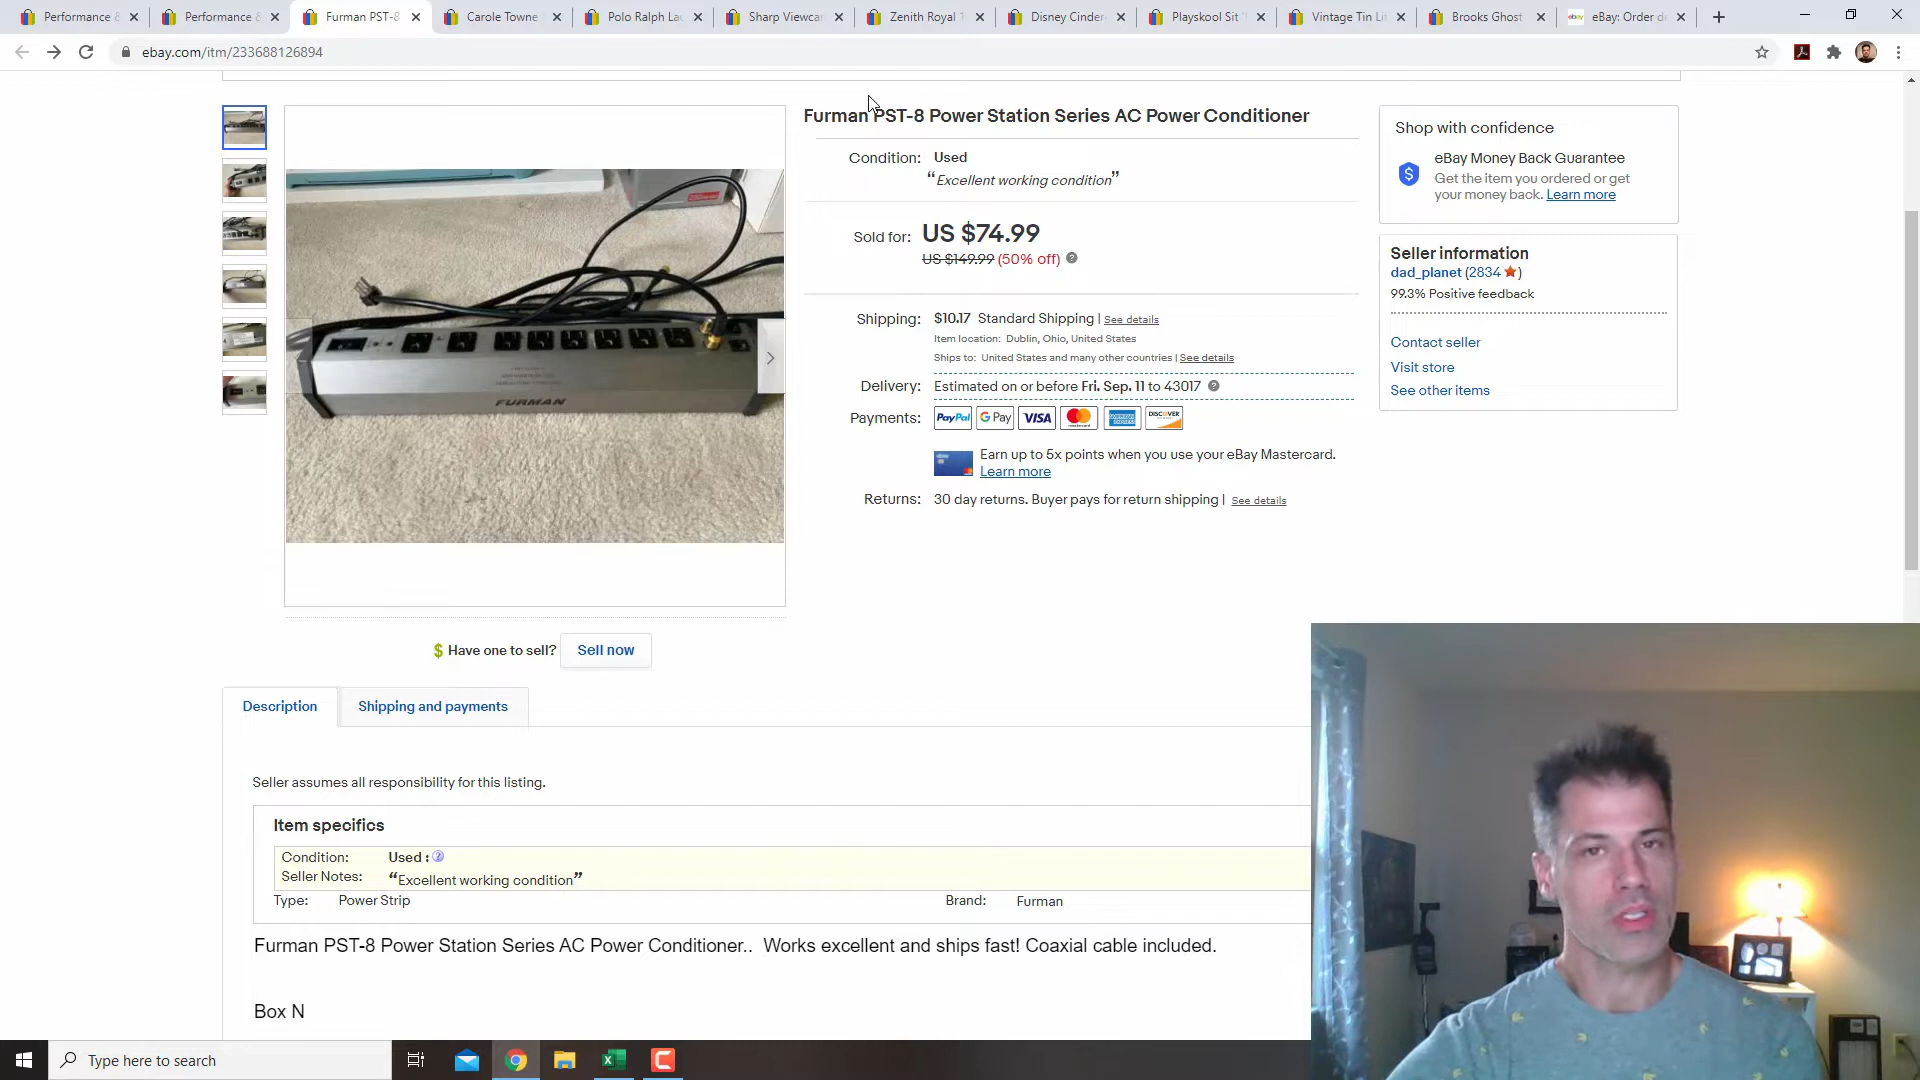 Performance &
Performance &
Furman PST-8
Carole Towne
Polo Ralph Lau
Sharp Viewcar
Zenith Royal 1
Disney Cinder
Playskool Sit '
Vintage Tin Lit
Brooks Ghost
eBay: Order de
ebay.com/itm/233688126894
Furman PST-8 Power Station Series AC Power Conditioner
Condition: Used
“Excellent working condition”
Sold for: US $74.99
US $149.99 (50% off)
Shipping: $10.17 Standard Shipping | See details
Item location: Dublin, Ohio, United States
Ships to: United States and many other countries | See details
Delivery: Estimated on or before Fri. Sep. 11 to 43017
Payments: PayPal G Pay VISA
DISCOVER
Earn up to 5x points when you use your eBay Mastercard.
Learn more
Returns: 30 day returns. Buyer pays for return shipping | See details
Shop with confidence
eBay Money Back Guarantee
Get the item you ordered or get
your money back. Learn more
Seller information
dad_planet (2834)
99.3% Positive feedback
Contact seller
Visit store
See other items
FURMAN
$ Have one to sell? Sell now
Description
Shipping and payments
Seller assumes all responsibility for this listing.
Item specifics
Condition: Used :
Seller Notes: “Excellent working condition”
Type: Power Strip
Brand: Furman
Furman PST-8 Power Station Series AC Power Conditioner.. Works excellent and ships fast! Coaxial cable included.
Box N
Type here to search